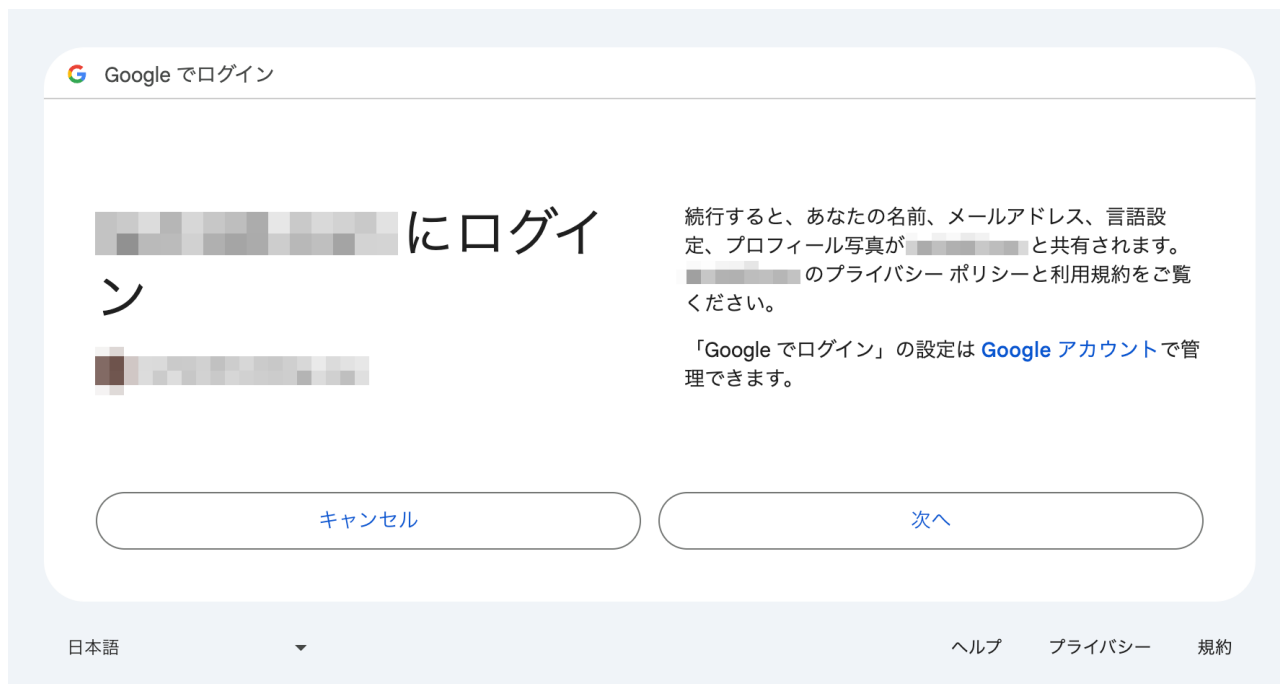 Google でログイン
にログイ
ン
続行すると、あなたの名前、メールアドレス、言語設
定、プロフィール写真が と共有されます。
のプライバシー ポリシーと利用規約をご覧
ください。
「Google でログイン」の設定は Google アカウントで管
理できます。
キャンセル
次へ
日本語
ヘルプ
プライバシー
規約